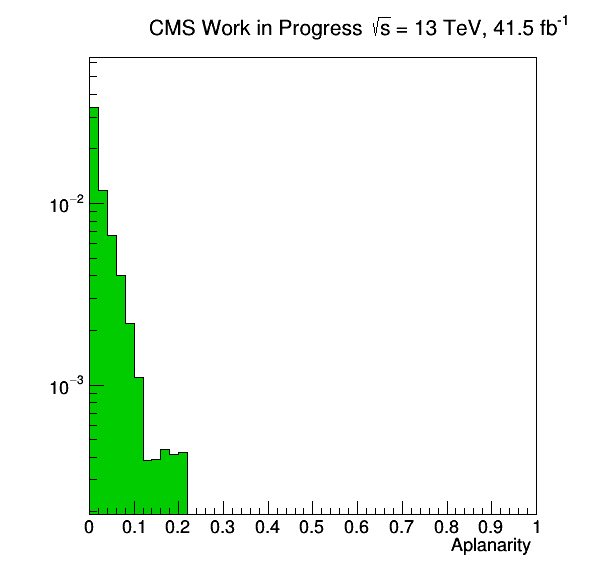 CMS Work in Progress √s = 13 TeV, 41.5 fb⁻¹
10⁻²
10⁻³
0 0.1 0.2 0.3 0.4 0.5 0.6 0.7 0.8 0.9 1
Aplanarity